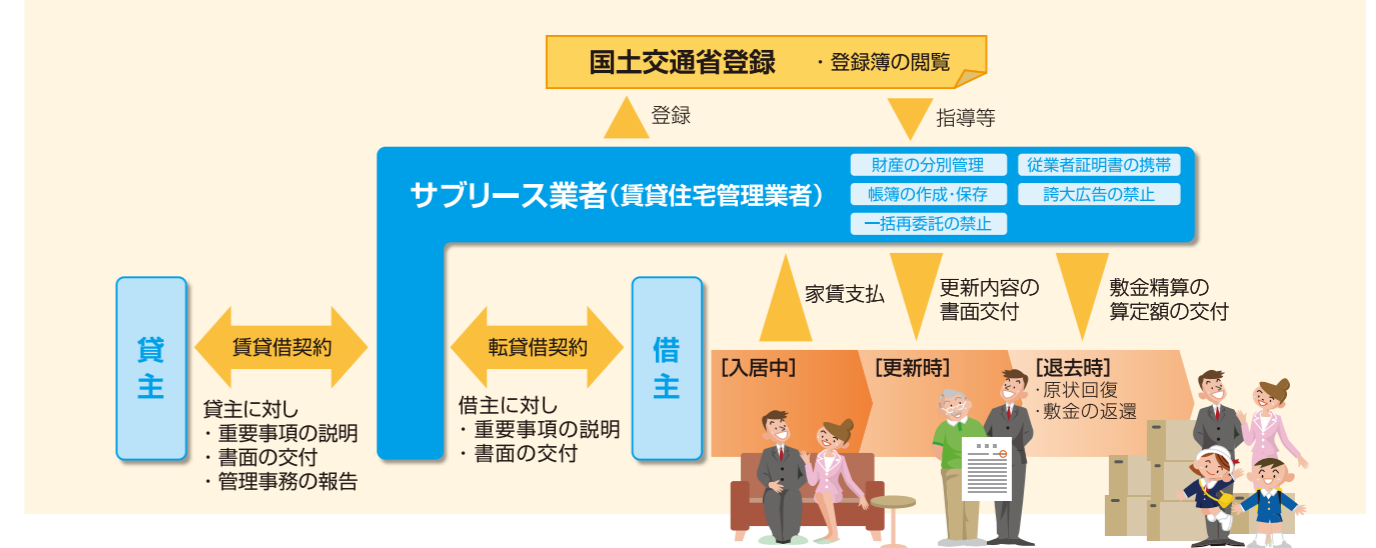 国土交通省登録 ・登録簿の閲覧
登録
指導等
サブリース業者(賃貸住宅管理業者)
財産の分別管理
従業者証明書の携帯
帳簿の作成・保存
誇大広告の禁止
一括再委託の禁止
貸主
賃貸借契約
貸主に対し
・重要事項の説明
・書面の交付
・管理事務の報告
転貸借契約
借主に対し
・重要事項の説明
・書面の交付
借主
家賃支払
更新内容の
書面交付
敷金精算の
算定額の交付
[入居中]
[更新時]
[退去時]
・原状回復
・敷金の返還